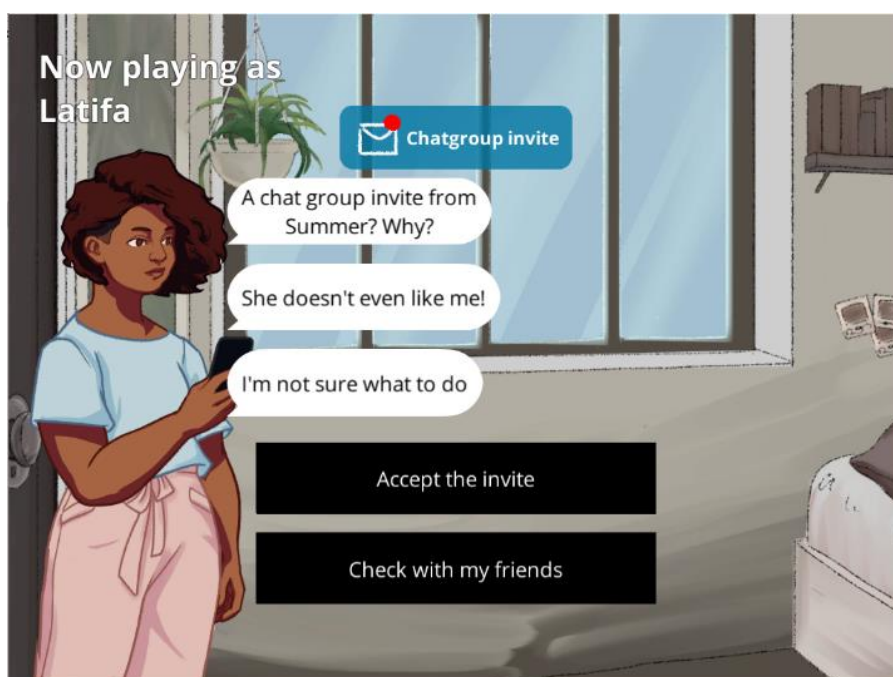 Now playing as
Latifa
Chatgroup invite
A chat group invite from
Summer? Why?
She doesn't even like me!
I'm not sure what to do
Accept the invite
Check with my friends